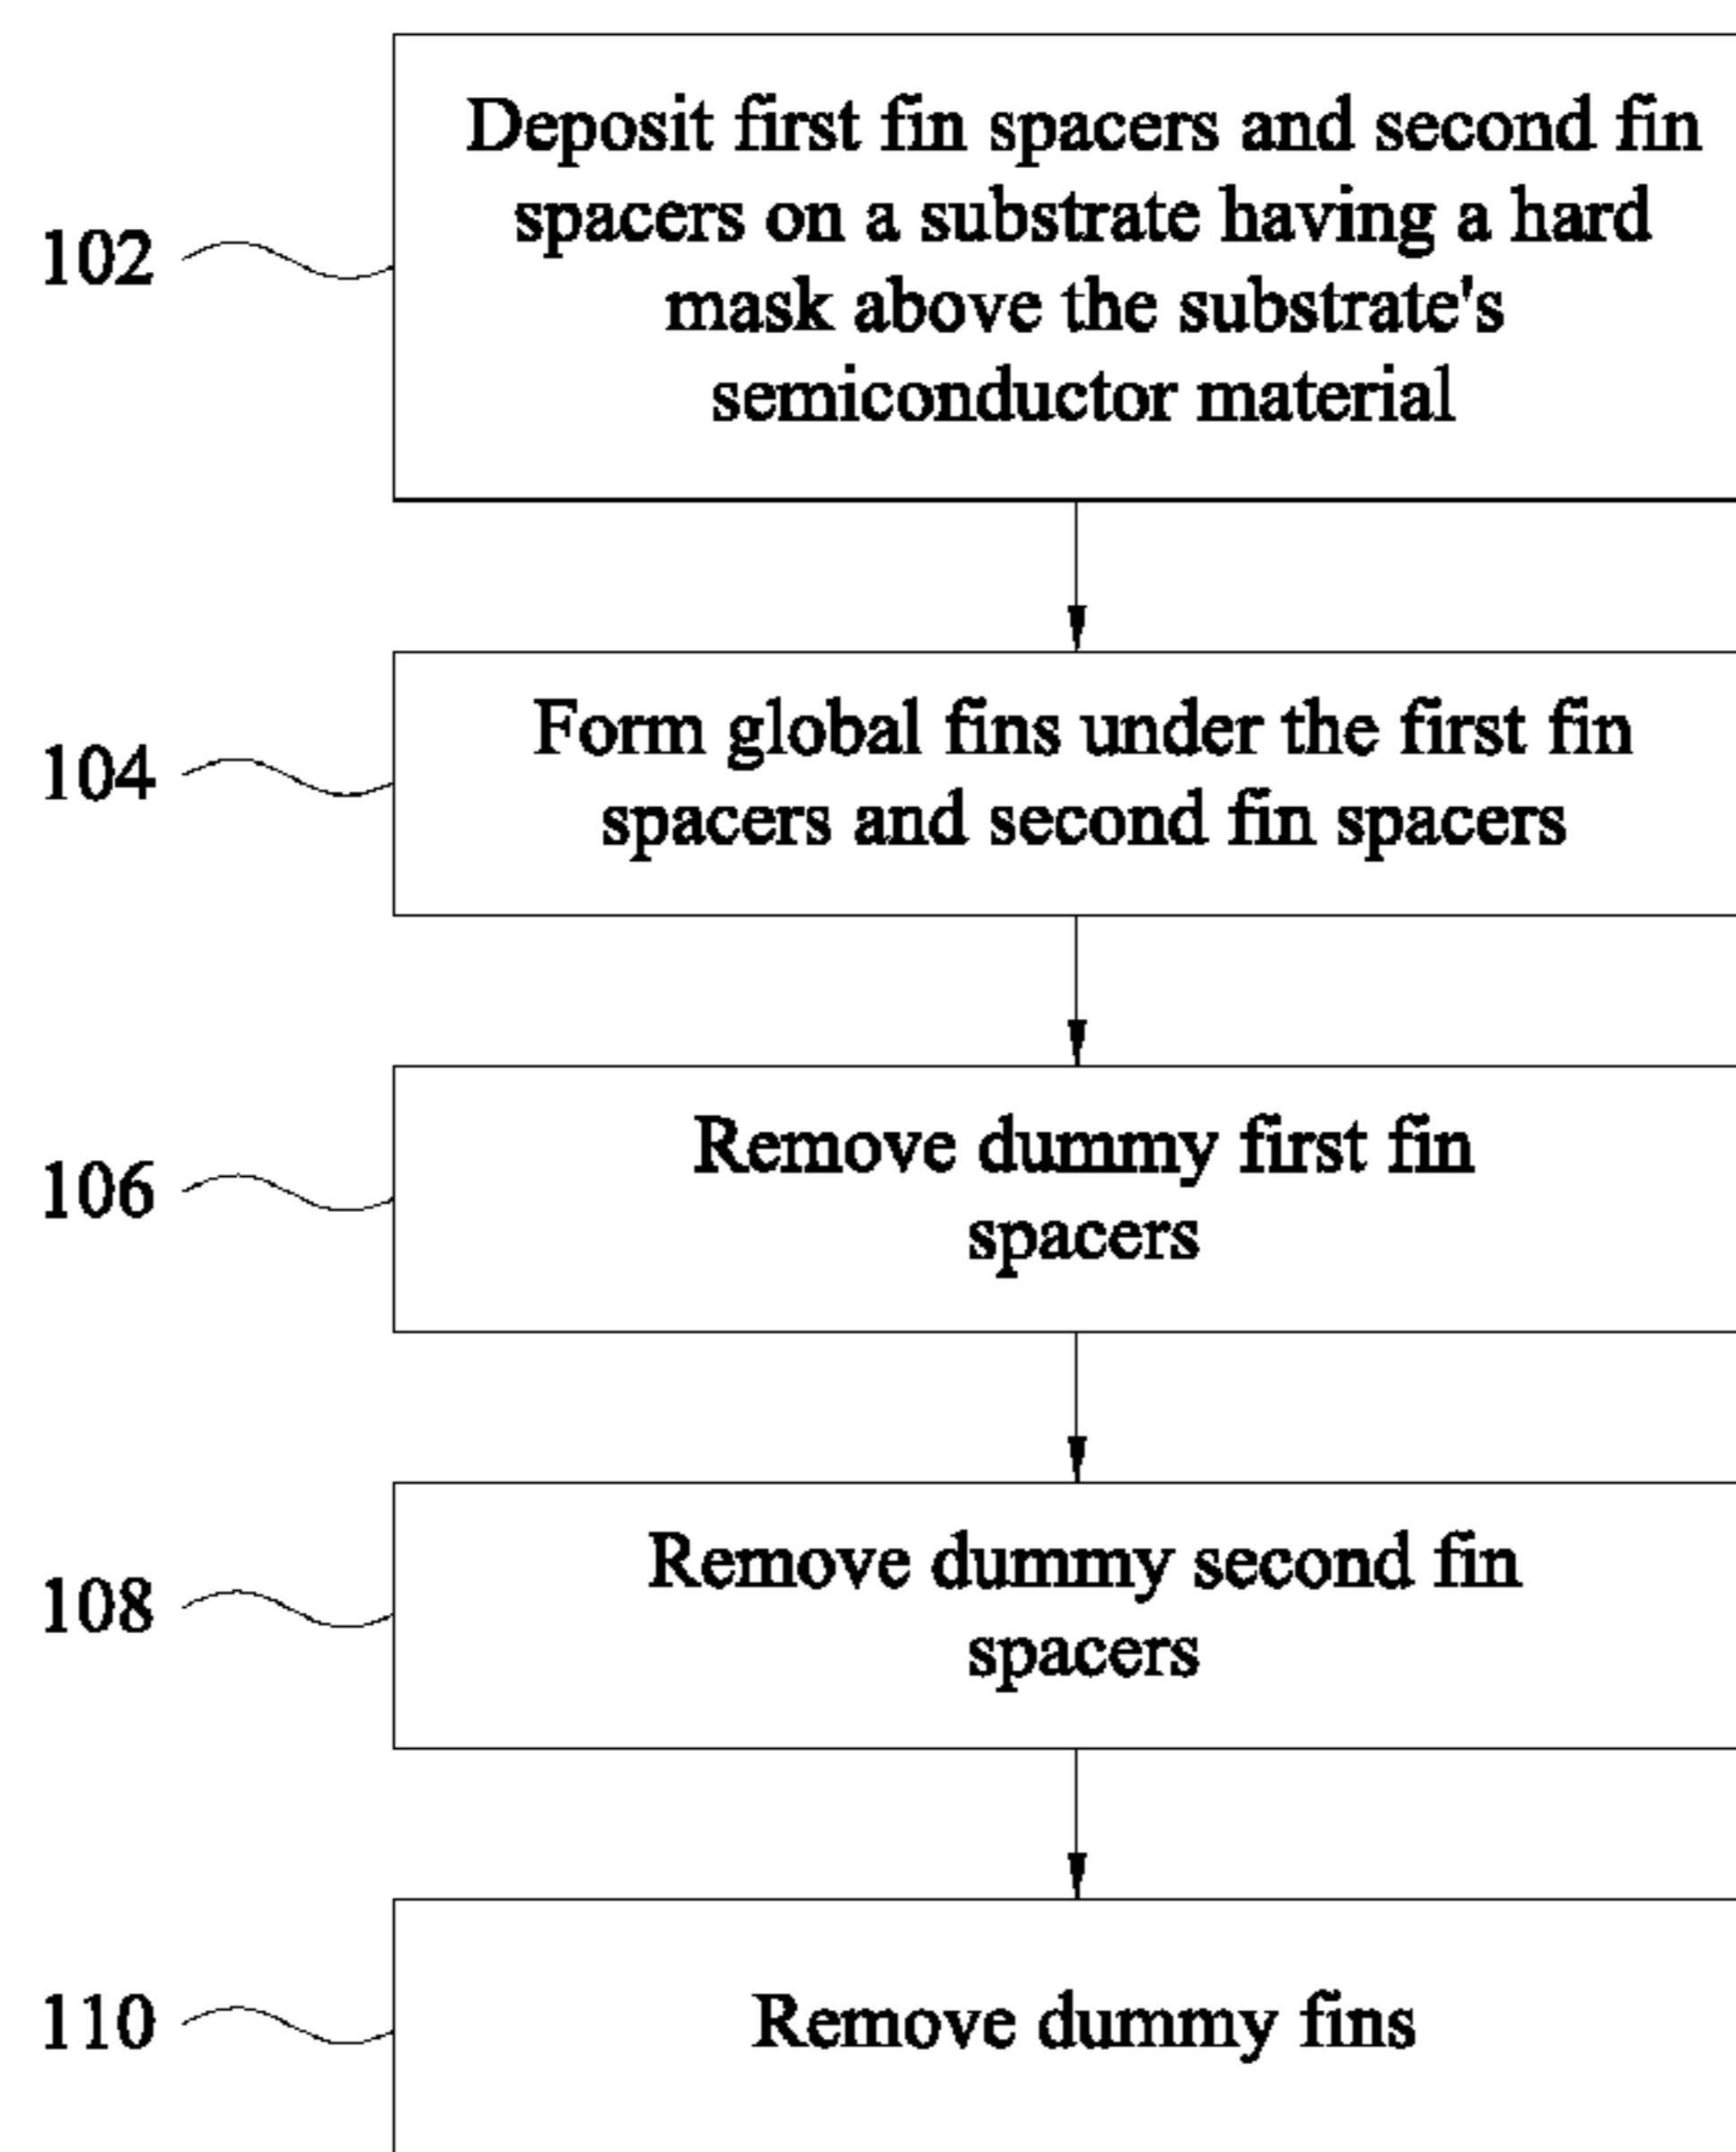 Deposit first fin spacers and second fin
spacers on a substrate having a hard
mask above the substrate's
semiconductor material
102
Form global fins under the first fin
spacers and second fin spacers
104
Remove dummy first fin
spacers
106
Remove dummy second fin
spacers
108
Remove dummy fins
110